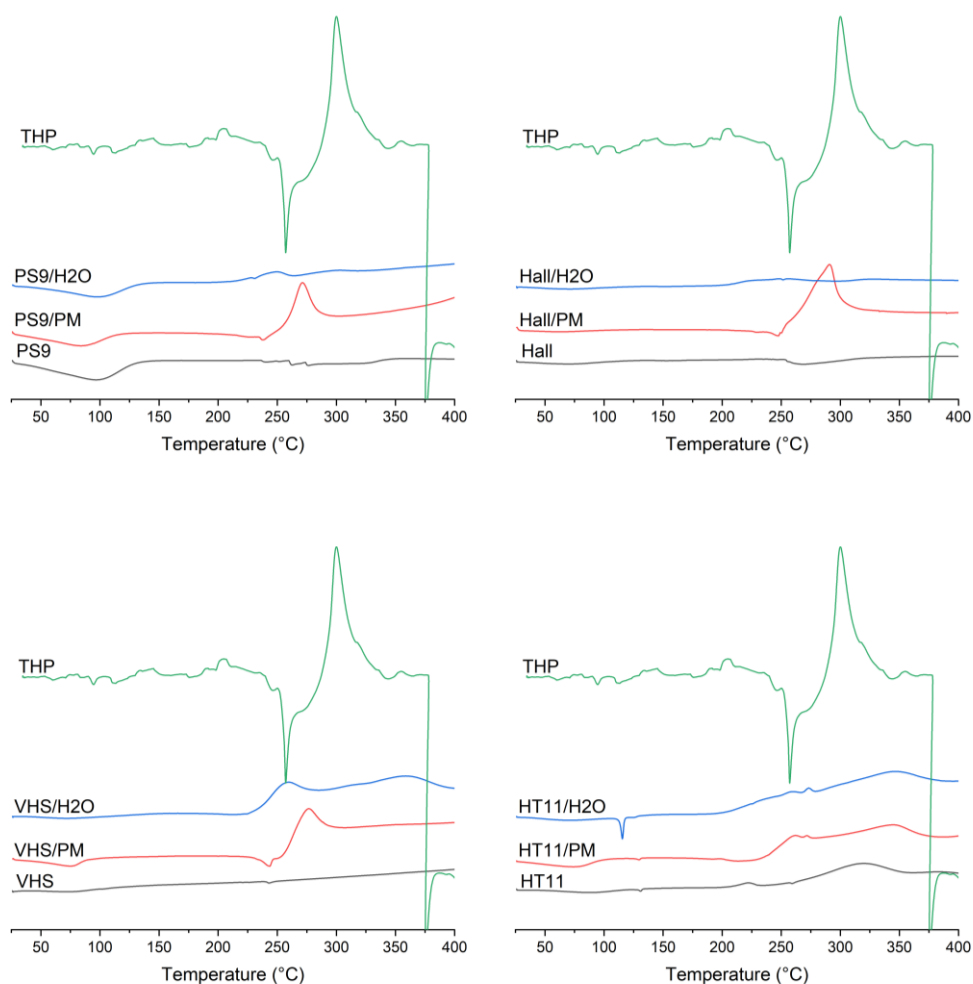 THP
PS9/H2O
PS9/PM
PS9
50 100 150 200 250 300 350 400
Temperature (°C)
THP
Hall/H2O
Hall/PM
Hall
50 100 150 200 250 300 350 400
Temperature (°C)
THP
VHS/H2O
VHS/PM
VHS
50 100 150 200 250 300 350 400
Temperature (°C)
THP
HT11/H2O
HT11/PM
HT11
50 100 150 200 250 300 350 400
Temperature (°C)